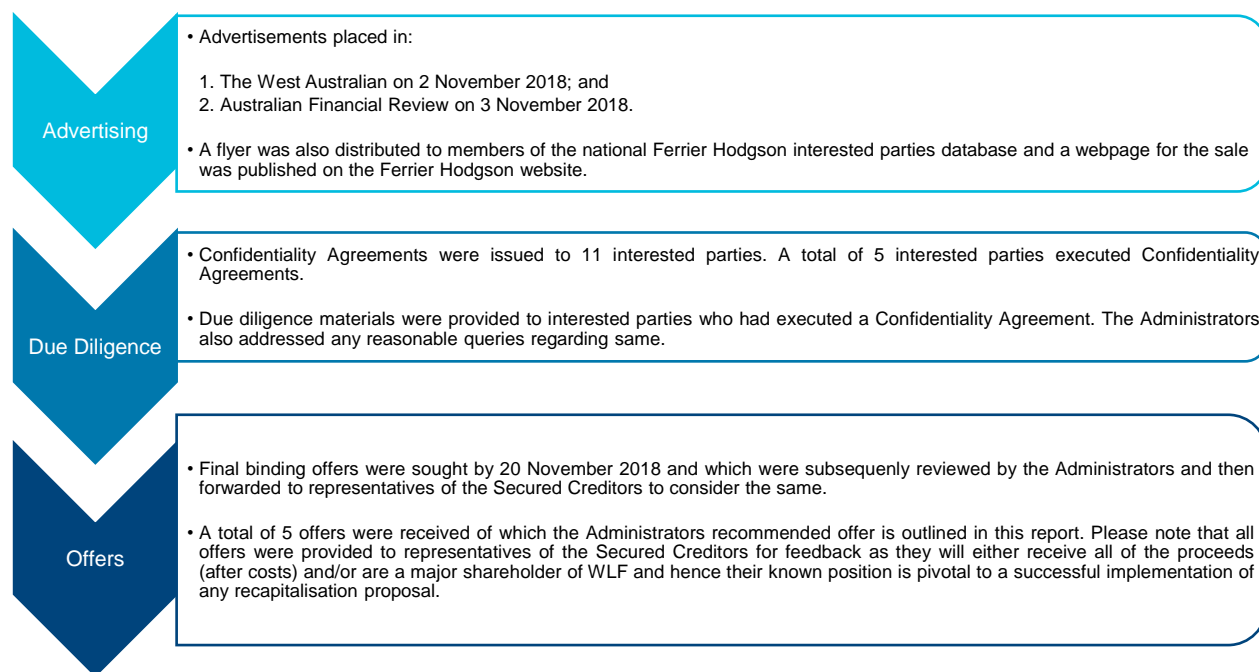 Advertising
• Advertisements placed in:
1. The West Australian on 2 November 2018; and
2. Australian Financial Review on 3 November 2018.
• A flyer was also distributed to members of the national Ferrier Hodgson interested parties database and a webpage for the sale
was published on the Ferrier Hodgson website.
Due Diligence
• Confidentiality Agreements were issued to 11 interested parties. A total of 5 interested parties executed Confidentiality
Agreements.
• Due diligence materials were provided to interested parties who had executed a Confidentiality Agreement. The Administrators
also addressed any reasonable queries regarding same.
Offers
• Final binding offers were sought by 20 November 2018 and which were subsequenly reviewed by the Administrators and then
forwarded to representatives of the Secured Creditors to consider the same.
• A total of 5 offers were received of which the Administrators recommended offer is outlined in this report. Please note that all
offers were provided to representatives of the Secured Creditors for feedback as they will either receive all of the proceeds
(after costs) and/or are a major shareholder of WLF and hence their known position is pivotal to a successful implementation of
any recapitalisation proposal.